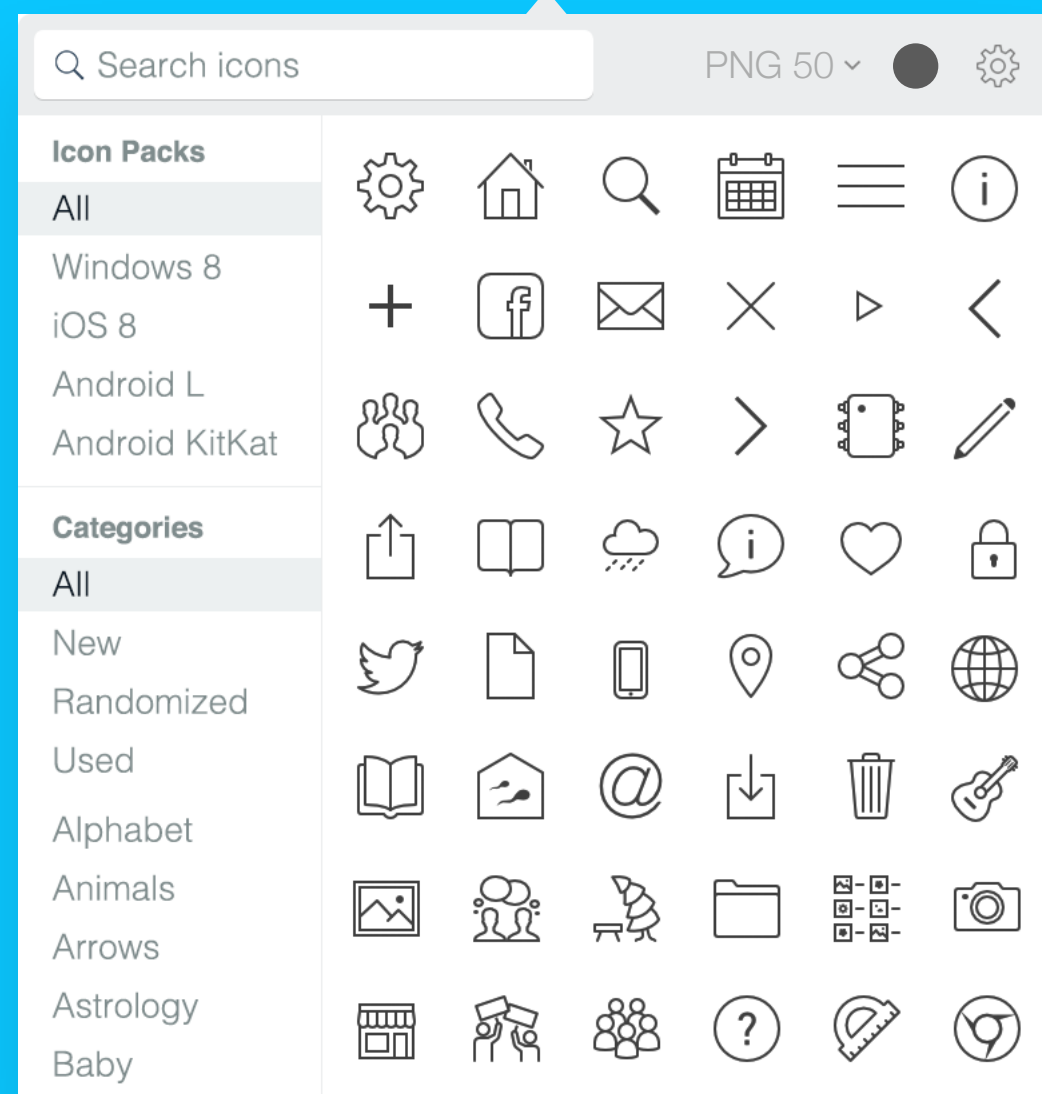 Search icons
PNG 50
Icon Packs
All
Windows 8
iOS 8
Android L
Android KitKat
Categories
All
New
Randomized
Used
Alphabet
Animals
Arrows
Astrology
Baby